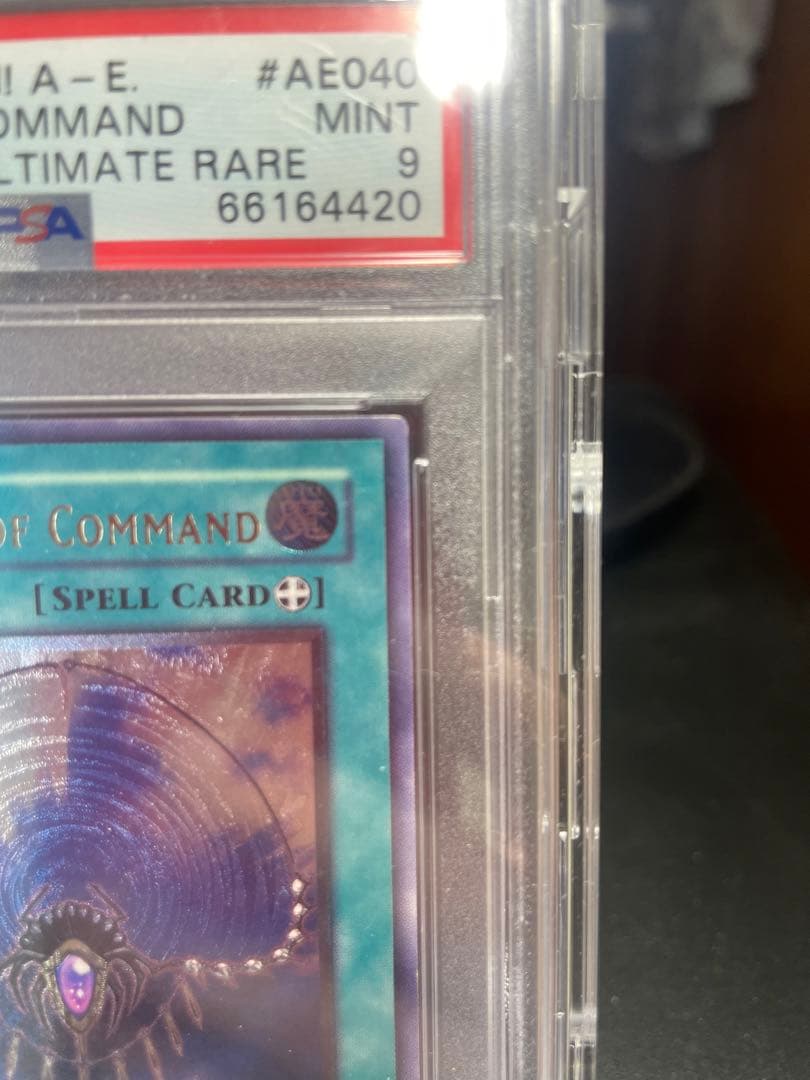 ! A-E. #AE040
OMMAND MINT
LTIMATE RARE 9
PSA 66164420
OF COMMAND
[SPELL CARD]